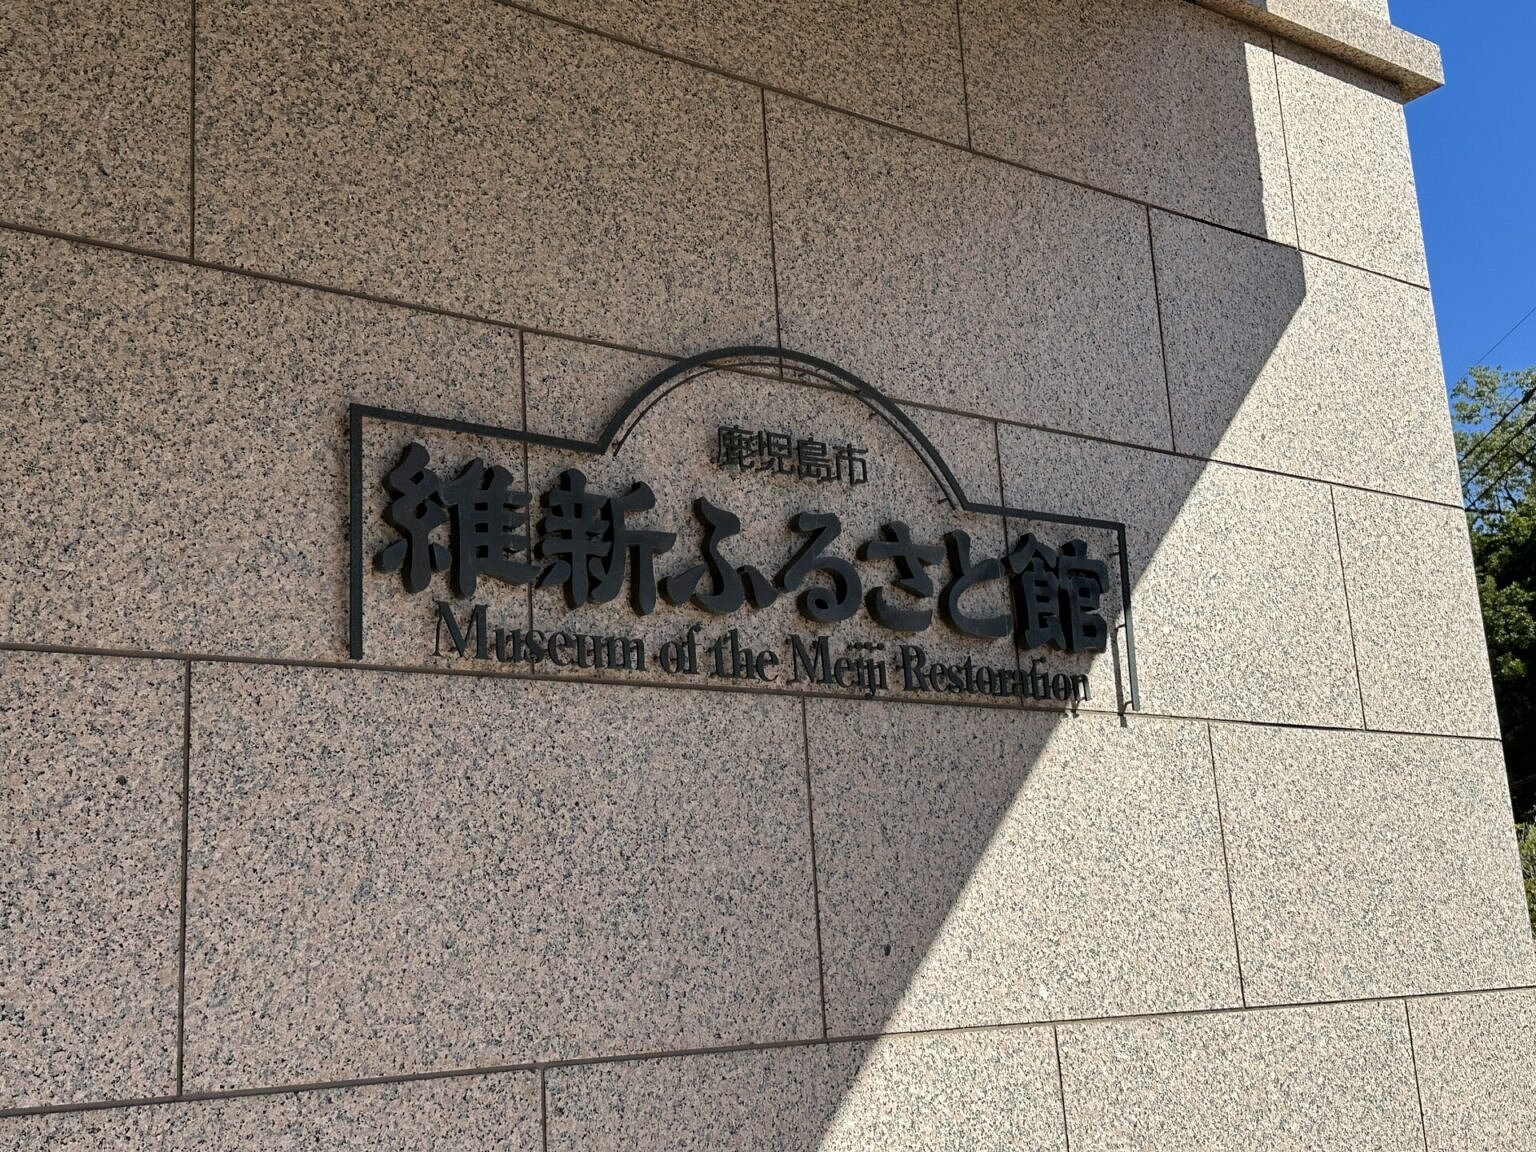 鹿児島市
維新ふるさと館
Museum of the Meiji Restoration